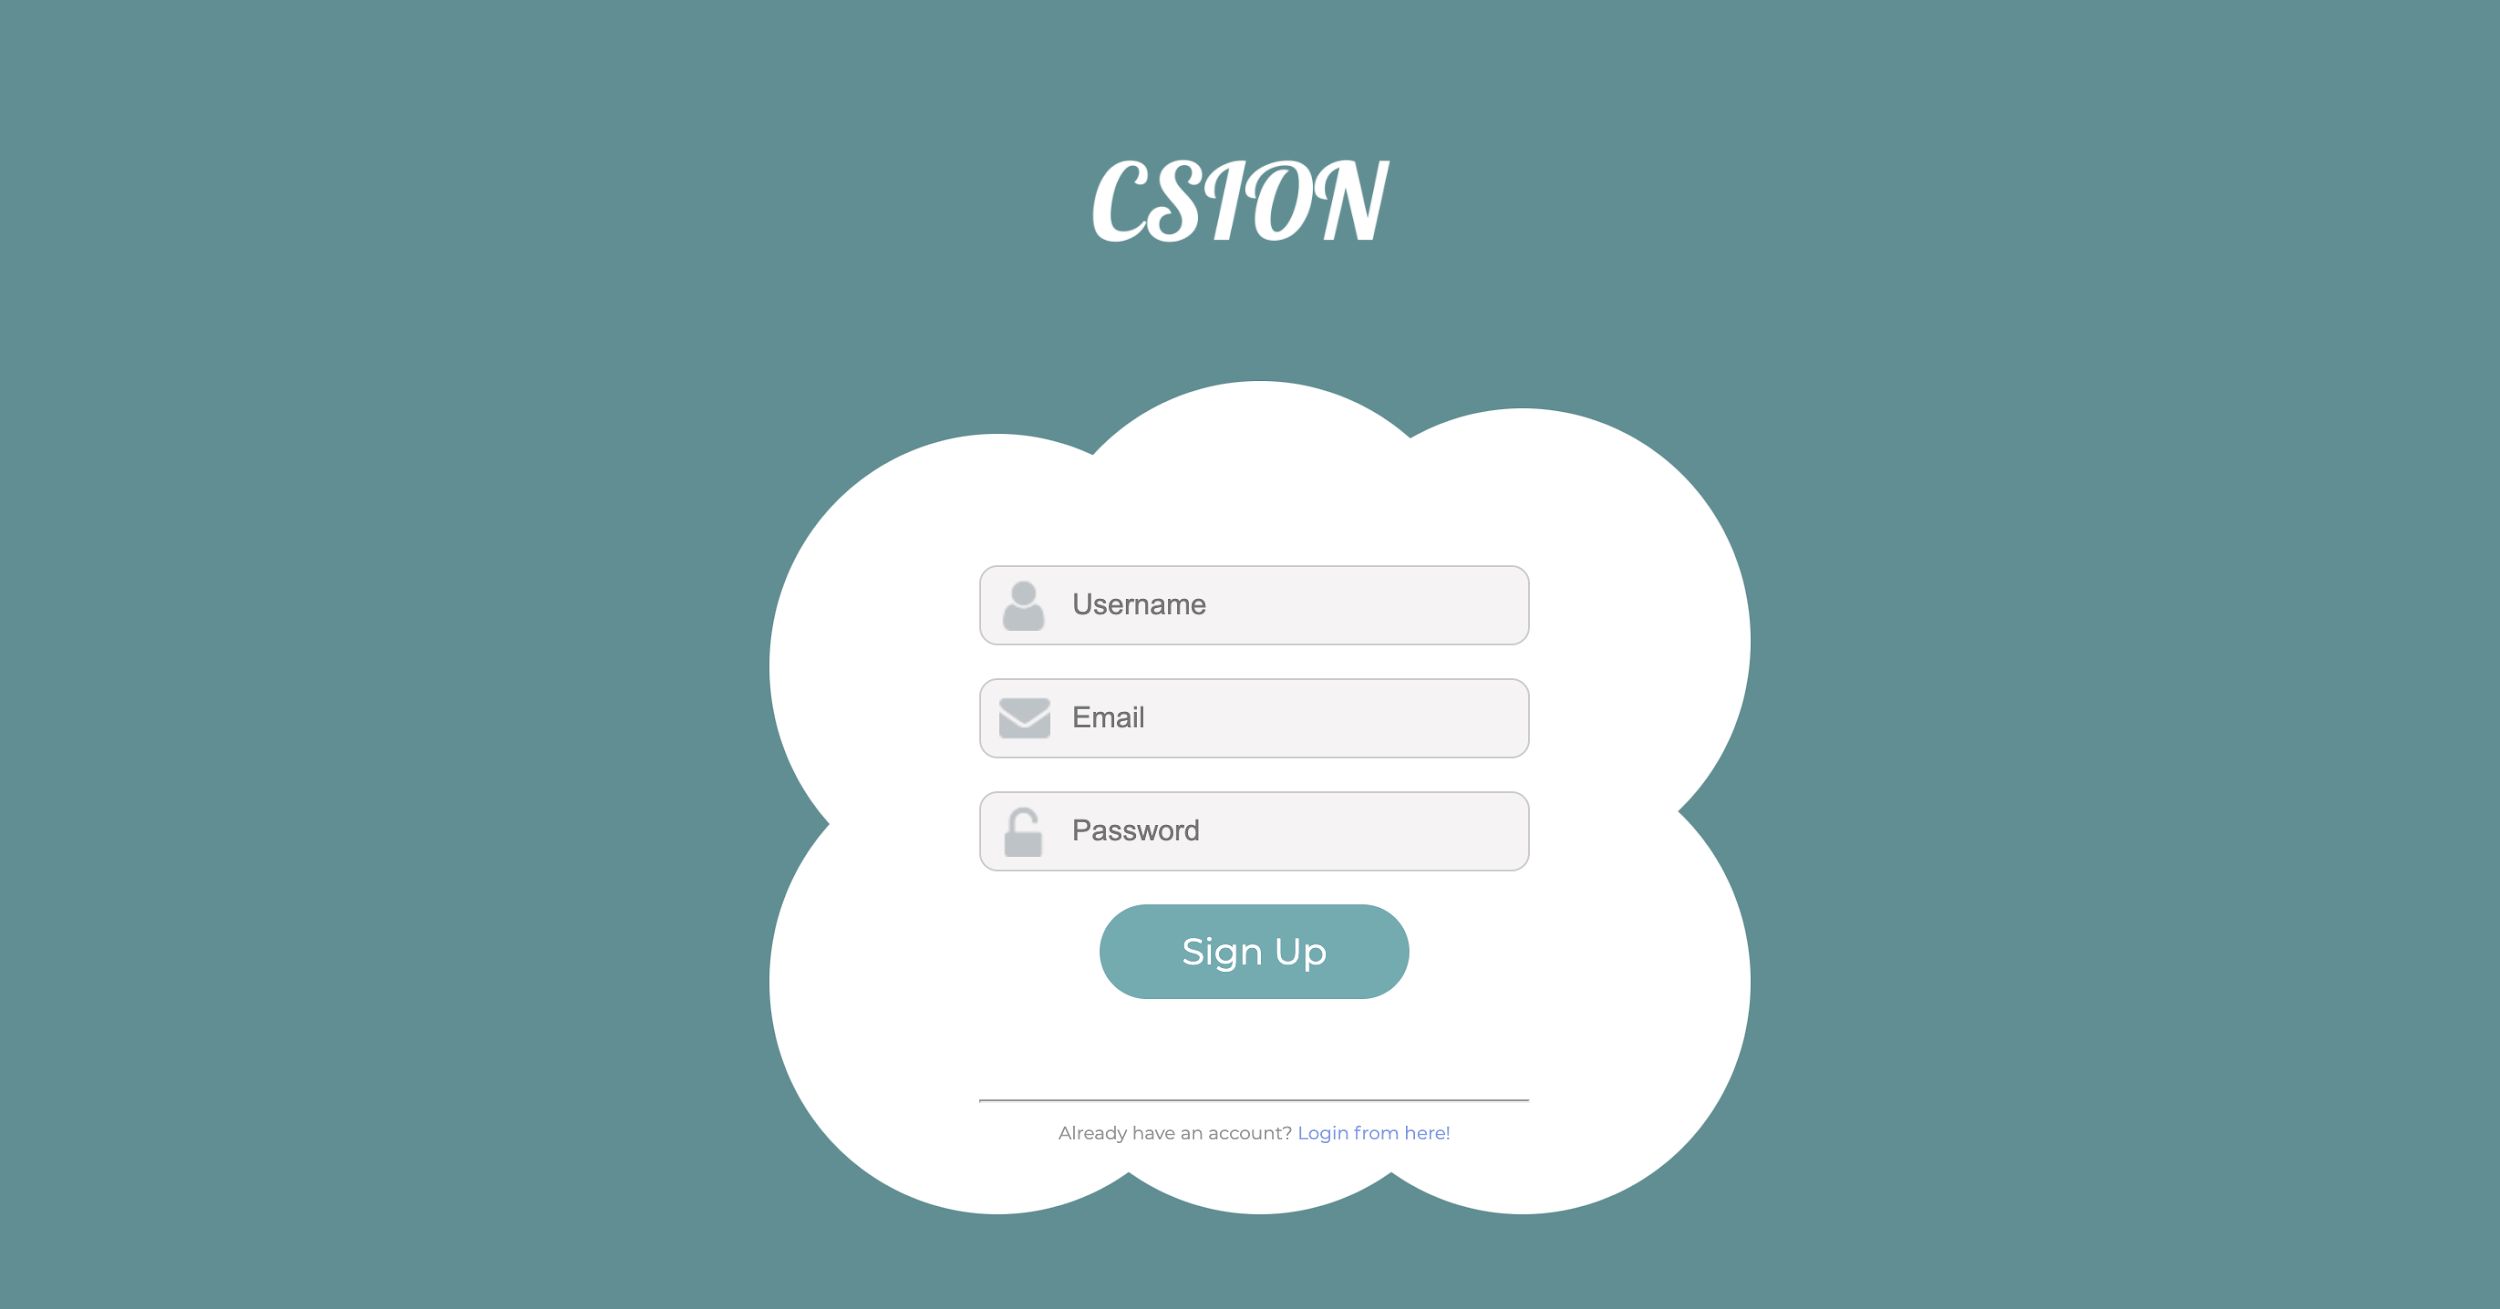 CSION
Username
Email
Password
Sign Up
Already have an account? Login from here!